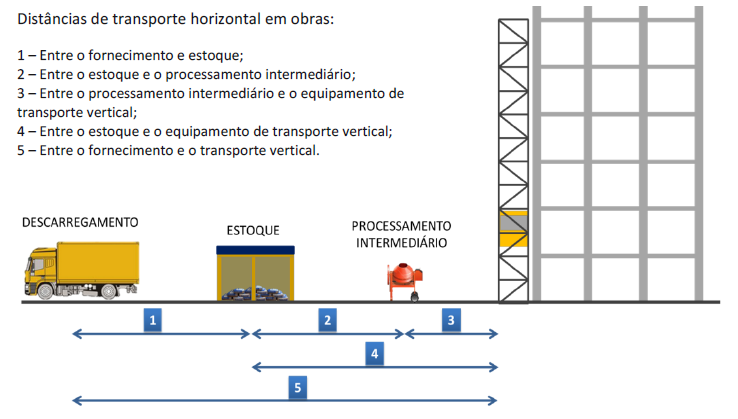 Distâncias de transporte horizontal em obras:
1 – Entre o fornecimento e estoque;
2 – Entre o estoque e o processamento intermediário;
3 – Entre o processamento intermediário e o equipamento de
transporte vertical;
4 – Entre o estoque e o equipamento de transporte vertical;
5 – Entre o fornecimento e o transporte vertical.
DESCARREGAMENTO
ESTOQUE
PROCESSAMENTO
INTERMEDIÁRIO
1
2
3
4
5